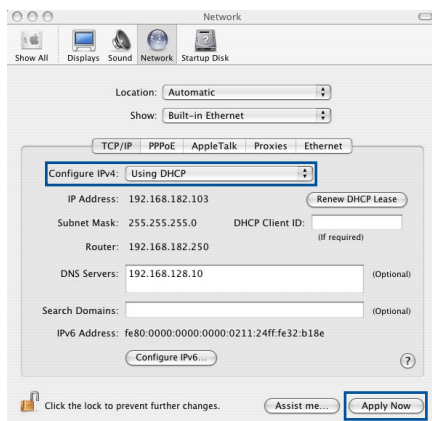 Network
Show All Displays Sound Network Startup Disk
Location: Automatic
Show: Built-in Ethernet
TCP/IP PPPoE AppleTalk Proxies Ethernet
Configure IPv4: Using DHCP
IP Address: 192.168.182.103 Renew DHCP Lease
Subnet Mask: 255.255.255.0 DHCP Client ID:
(If required)
Router: 192.168.182.250
DNS Servers: 192.168.128.10 (Optional)
Search Domains: (Optional)
IPv6 Address: fe80:0000:0000:0000:0211:24ff:fe32:b18e
Configure IPv6... ?
Click the lock to prevent further changes. Assist me... Apply Now